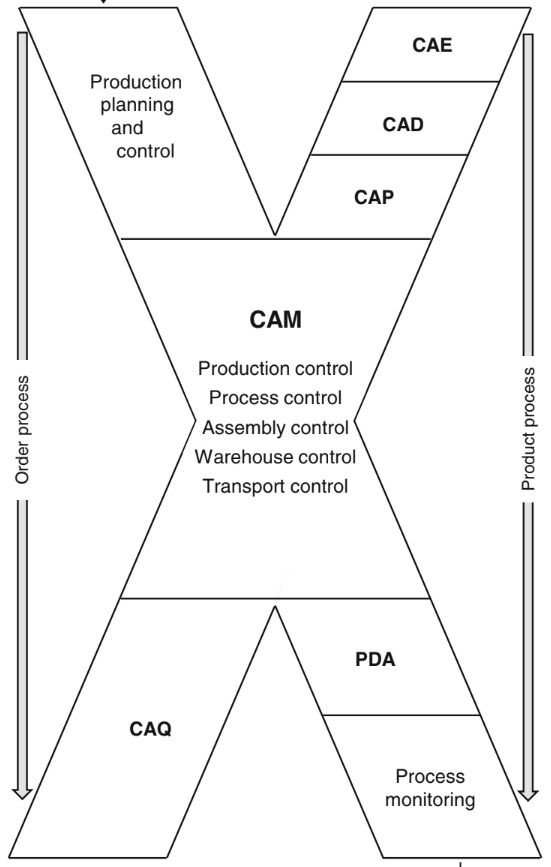 Production
planning
and
control
CAE
CAD
CAP
CAM
Production control
Process control
Assembly control
Warehouse control
Transport control
Order process
Product process
CAQ
PDA
Process
monitoring